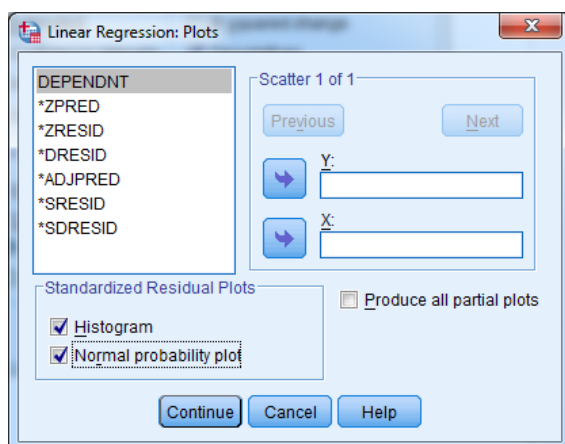 Linear Regression: Plots
DEPENDNT
*ZPRED
*ZRESID
*DRESID
*ADJPRED
*SRESID
*SDRESID
Scatter 1 of 1
Previous
Next
Y:
X:
Standardized Residual Plots
Histogram
Normal probability plot
Produce all partial plots
Continue
Cancel
Help